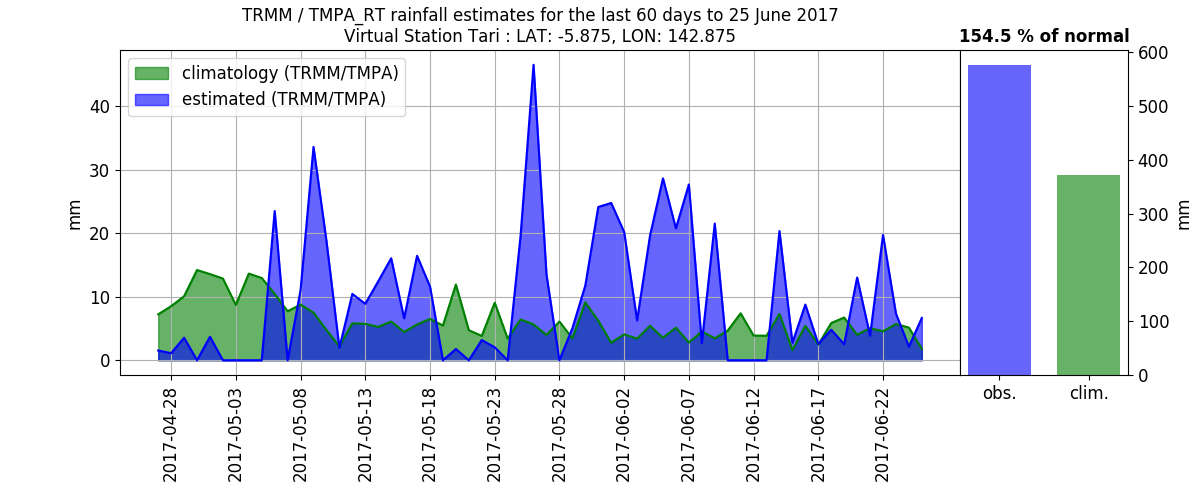 TRMM / TMPA_RT rainfall estimates for the last 60 days to 25 June 2017
Virtual Station Tari : LAT: -5.875, LON: 142.875
154.5 % of normal
climatology (TRMM/TMPA)
estimated (TRMM/TMPA)
mm
40
30
20
10
0
2017-04-28
2017-05-03
2017-05-08
2017-05-13
2017-05-18
2017-05-23
2017-05-28
2017-06-02
2017-06-07
2017-06-12
2017-06-17
2017-06-22
600
500
400
300
200
100
0
mm
obs.
clim.